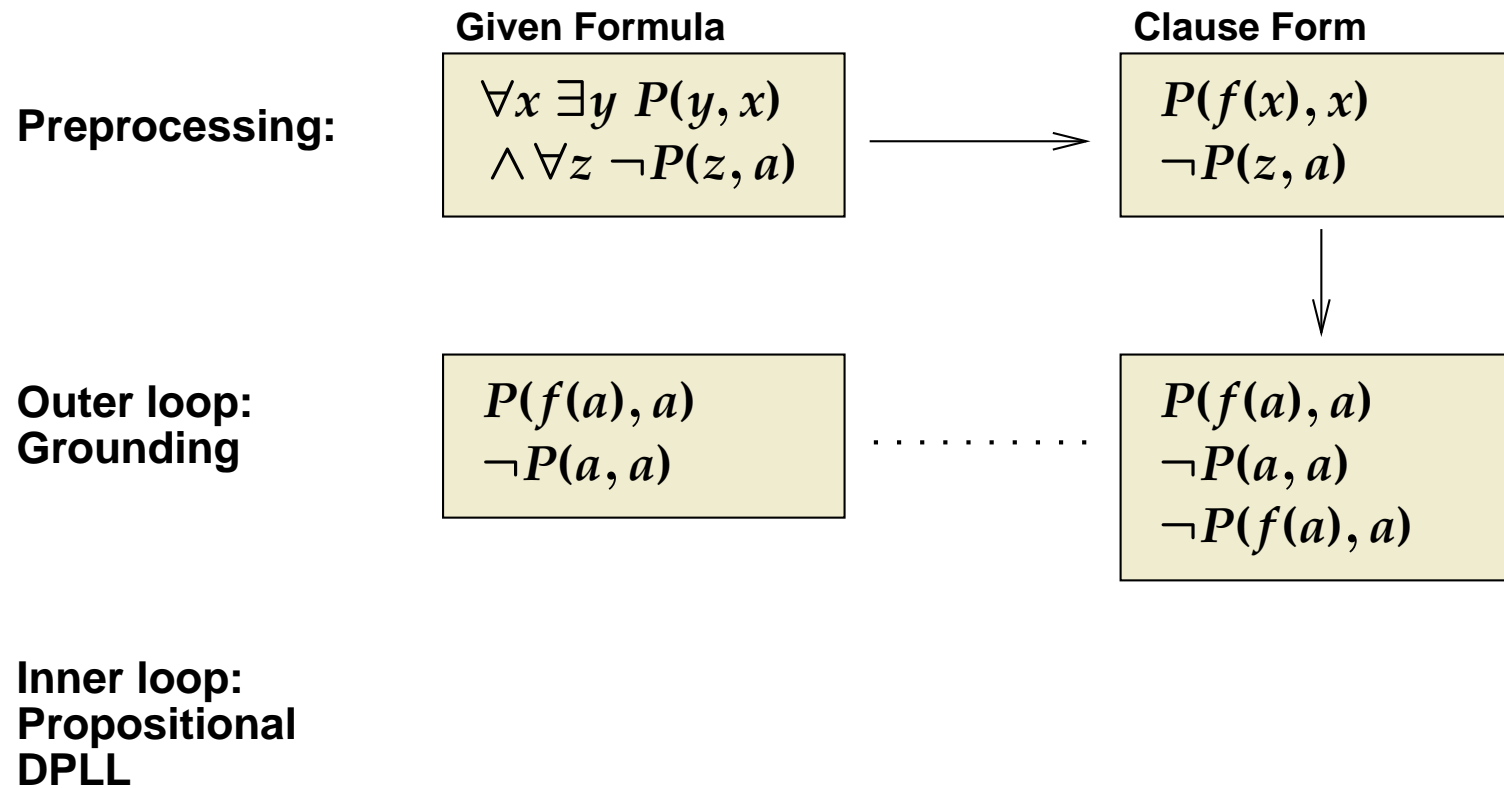 Given Formula
Clause Form
Preprocessing:
∀x ∃y P(y, x)
∧ ∀z ¬P(z, a)
P(f(x), x)
¬P(z, a)
Outer loop:
Grounding
P(f(a), a)
¬P(a, a)
P(f(a), a)
¬P(a, a)
¬P(f(a), a)
Inner loop:
Propositional
DPLL